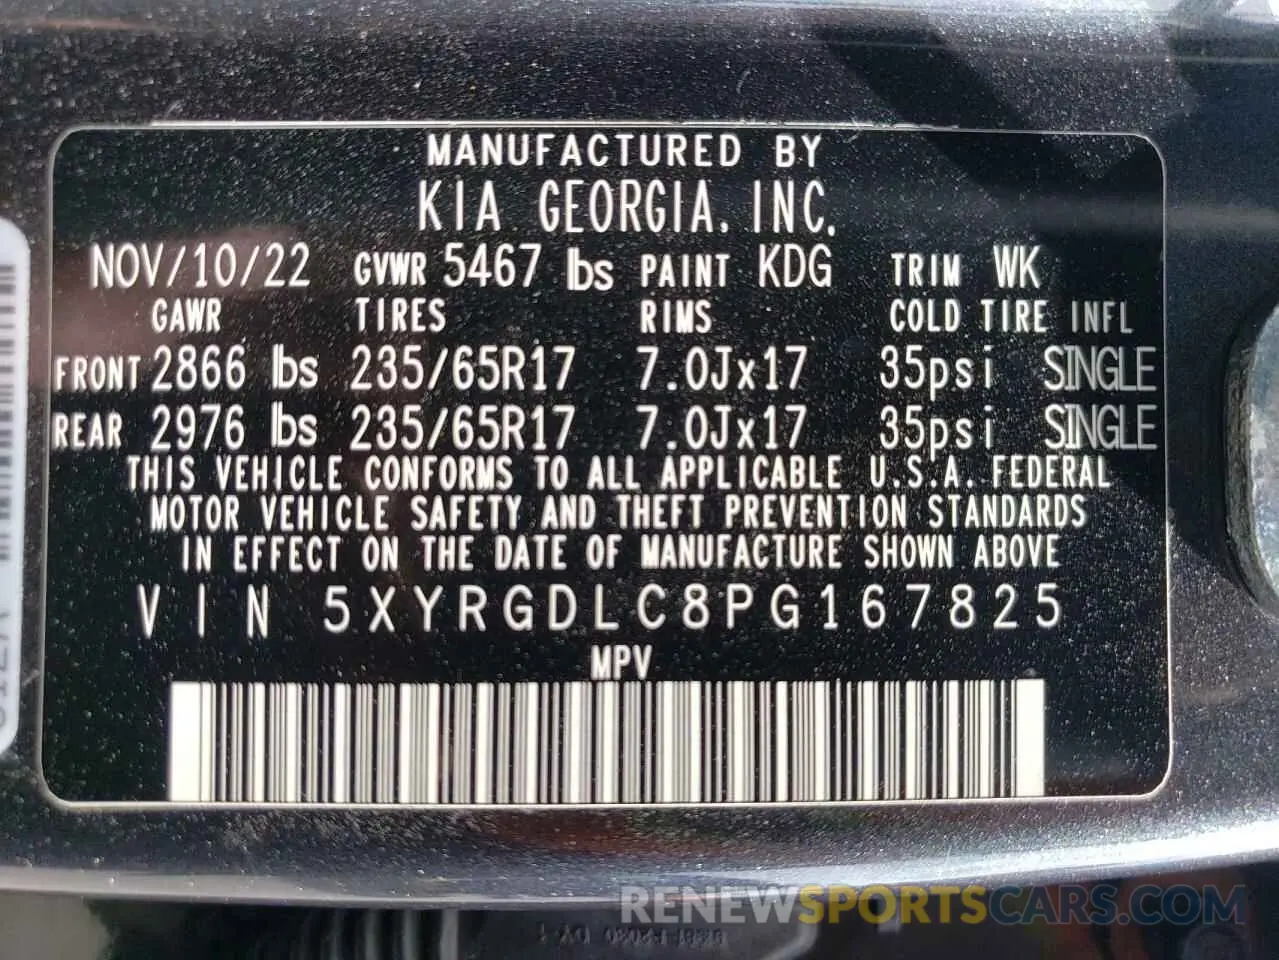 MANUFACTURED BY
KIA GEORGIA, INC.
NOV/10/22 GVWR 5467 lbs PAINT KDG TRIM WK
GAWR TIRES RIMS COLD TIRE INFL
FRONT 2866 lbs 235/65R17 7.0Jx17 35psi SINGLE
REAR 2976 lbs 235/65R17 7.0Jx17 35psi SINGLE
THIS VEHICLE CONFORMS TO ALL APPLICABLE U.S.A. FEDERAL
MOTOR VEHICLE SAFETY AND THEFT PREVENTION STANDARDS
IN EFFECT ON THE DATE OF MANUFACTURE SHOWN ABOVE
VIN 5XYRGDLC8PG167825
MPV
RENEWSPORTSCARS.COM